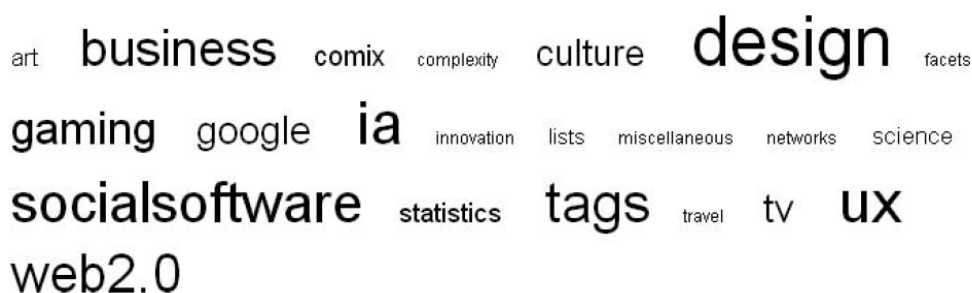 art business comix complexity culture design facets
gaming google ia innovation lists miscellaneous networks science
socialsoftware statistics tags travel tv ux
web2.0